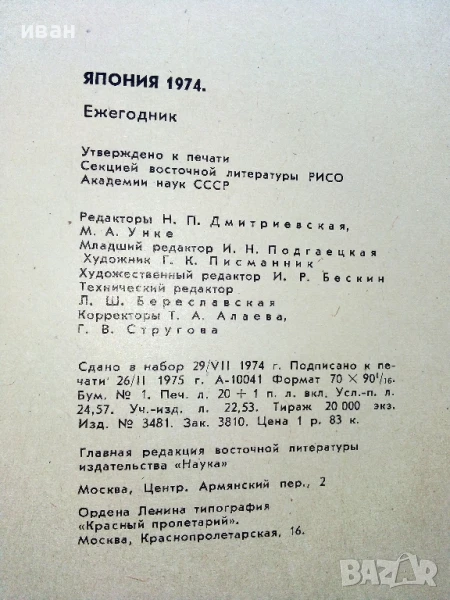 иван
ЯПОНИЯ 1974.
Ежегодник
Утверждено к печати
Секцией восточной литературы РИСО
Академии наук СССР
Редакторы Н. П. Дмитриевская,
М. А. Унке
Младший редактор И. Н. Подгаецкая
Художник Г. К. Писманник
Художественный редактор И. Р. Бескин
Технический редактор
Л. Ш. Береславская
Корректоры Т. А. Алаева,
Г. В. Стругова
Сдано в набор 29/VII 1974 г. Подписано к пе-
чати 26/II 1975 г. А-10041 Формат 70 × 90¹/₁₆.
Бум. № 1. Печ. л. 20 + 1 п. л. вкл. Усл.-п. л.
24,57. Уч.-изд. л. 22,53. Тираж 20 000 экз.
Изд. № 3481. Зак. 3810. Цена 1 р. 83 к.
Главная редакция восточной литературы
издательства «Наука»
Москва, Центр. Армянский пер., 2
Ордена Ленина типография
«Красный пролетарий».
Москва, Краснопролетарская, 16.
BAZAR.bg